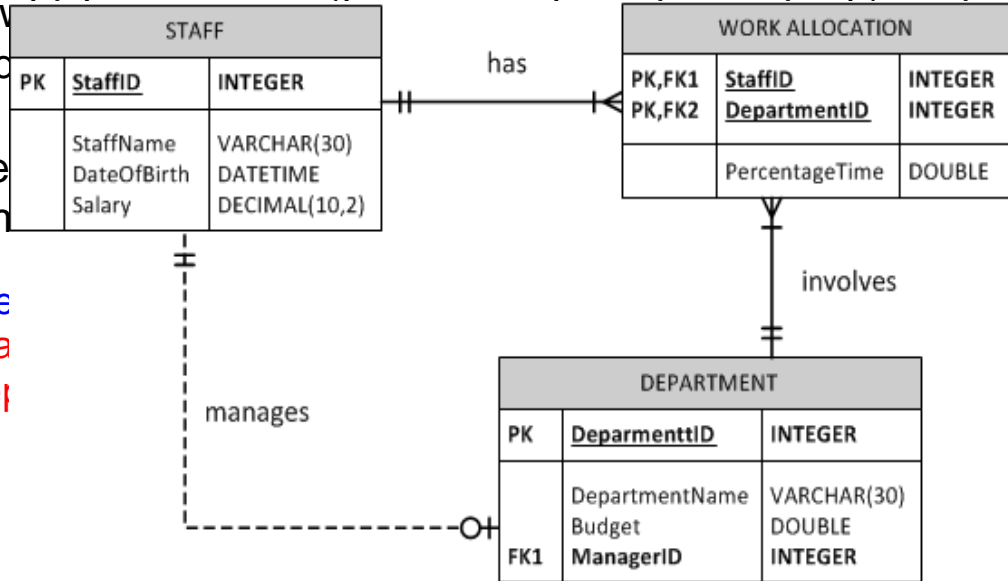 STAFF
PK StaffID INTEGER
StaffName VARCHAR(30)
DateOfBirth DATETIME
Salary DECIMAL(10,2)
has
WORK ALLOCATION
PK,FK1 StaffID INTEGER
PK,FK2 DepartmentID INTEGER
PercentageTime DOUBLE
involves
manages
DEPARTMENT
PK DeparmenttID INTEGER
DepartmentName VARCHAR(30)
Budget DOUBLE
FK1 ManagerID INTEGER